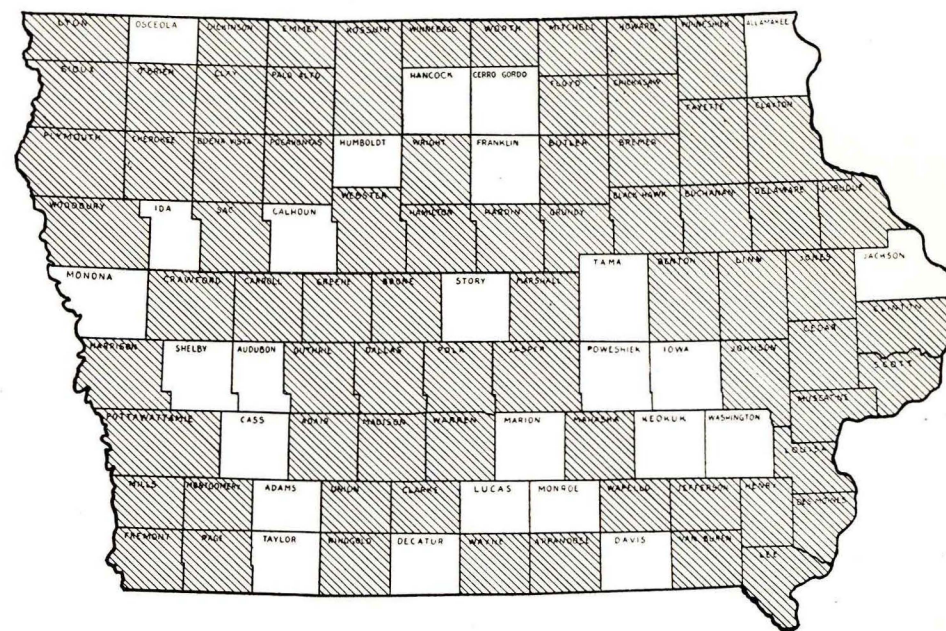 LYON OSCEOLA DICKINSON EMMET KOSSUTH WINNEBAGO WORTH MITCHELL HOWARD WINNESHIEK ALLAMAKEE
SIOUX O'BRIEN CLAY PALO ALTO HANCOCK CERRO GORDO FLOYD CHICKASAW
FAYETTE CLAYTON
PLYMOUTH CHEROKEE BUENA VISTA POCAHONTAS HUMBOLDT WRIGHT FRANKLIN BUTLER BREMER
WOODBURY IDA SAC CALHOUN WEBSTER HAMILTON HARDIN GRUNDY BLACK HAWK BUCHANAN DELAWARE DUBUQUE
MONONA CRAWFORD CARROLL GREENE BOONE STORY MARSHALL TAMA BENTON LINN JONES JACKSON
CLINTON
CEDAR
HARRISON SHELBY AUDUBON GUTHRIE DALLAS POLK JASPER POWESHIEK IOWA JOHNSON SCOTT
MUSCATINE
POTTAWATTAMIE CASS ADAIR MADISON WARREN MARION MAHASKA KEOKUK WASHINGTON
LOUISA
MILLS MONTGOMERY ADAMS UNION CLARKE LUCAS MONROE WAPELLO JEFFERSON HENRY DES MOINES
FREMONT PAGE TAYLOR RINGGOLD DECATUR WAYNE APPANOOSE DAVIS VAN BUREN LEE